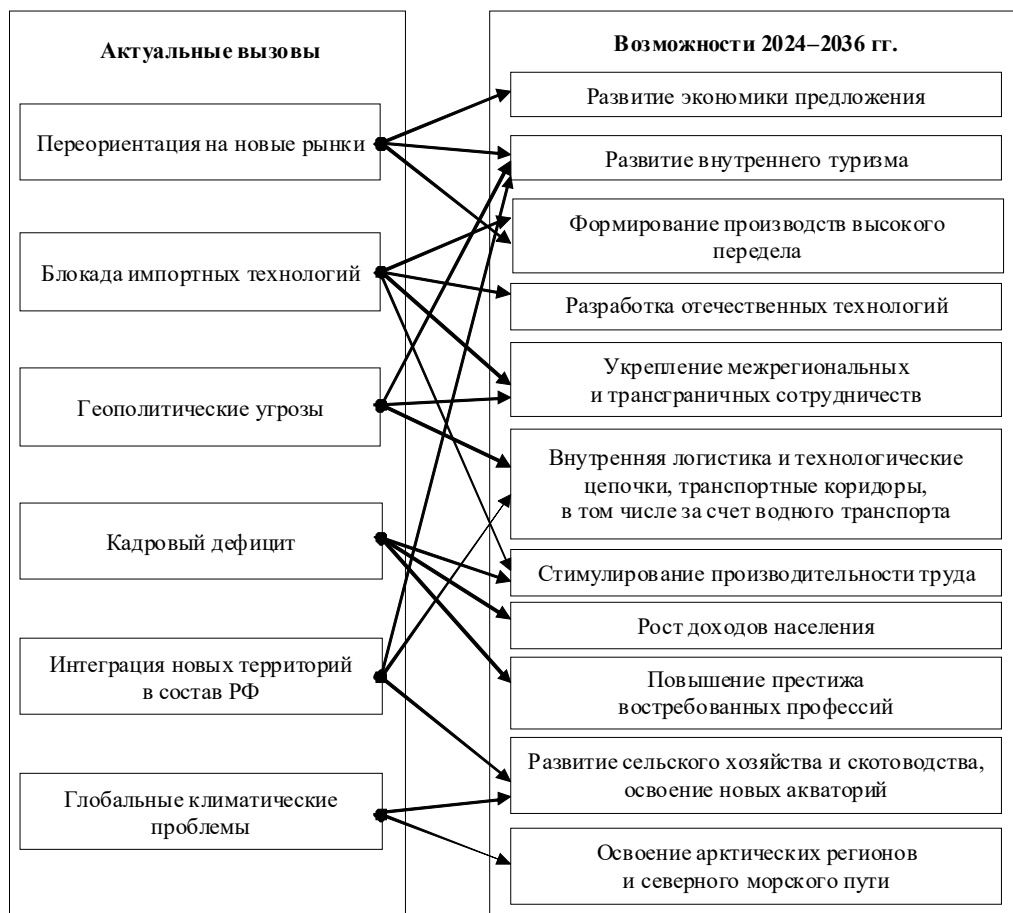 Актуальные вызовы
Переориентация на новые рынки
Блокада импортных технологий
Геополитические угрозы
Кадровый дефицит
Интеграция новых территорий
в состав РФ
Глобальные климатические
проблемы
Возможности 2024–2036 гг.
Развитие экономики предложения
Развитие внутреннего туризма
Формирование производств высокого
передела
Разработка отечественных технологий
Укрепление межрегиональных
и трансграничных сотрудничеств
Внутренняя логистика и технологические
цепочки, транспортные коридоры,
в том числе за счет водного транспорта
Стимулирование производительности труда
Рост доходов населения
Повышение престижа
востребованных профессий
Развитие сельского хозяйства и скотоводства,
освоение новых акваторий
Освоение арктических регионов
и северного морского пути